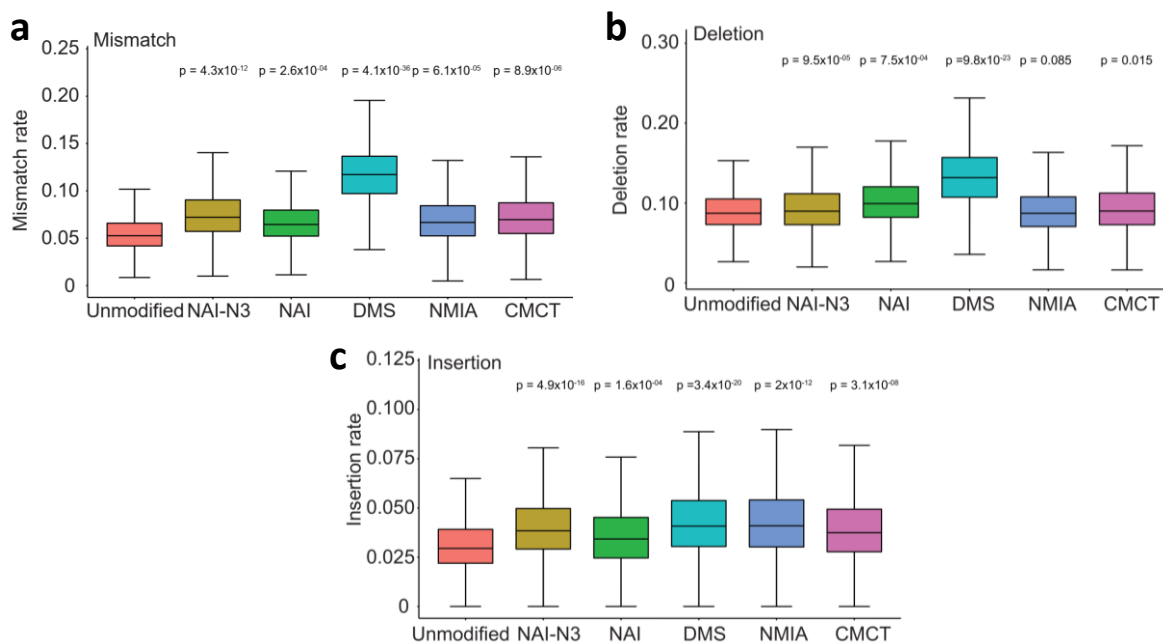 a
Mismatch
p = 4.3x10⁻¹² p = 2.6x10⁻⁰⁴ p = 4.1x10⁻³⁶ p = 6.1x10⁻⁰⁵ p = 8.9x10⁻⁰⁶
Mismatch rate
0.25
0.20
0.15
0.10
0.05
0
Unmodified NAI-N3 NAI DMS NMIA CMCT
b
Deletion
p = 9.5x10⁻⁰⁵ p = 7.5x10⁻⁰⁴ p =9.8x10⁻²³ p = 0.085 p = 0.015
Deletion rate
0.30
0.20
0.10
0
Unmodified NAI-N3 NAI DMS NMIA CMCT
c
Insertion
p = 4.9x10⁻¹⁶ p = 1.6x10⁻⁰⁴ p =3.4x10⁻²⁰ p = 2x10⁻¹² p = 3.1x10⁻⁰⁸
Insertion rate
0.125
0.100
0.075
0.050
0.025
0
Unmodified NAI-N3 NAI DMS NMIA CMCT